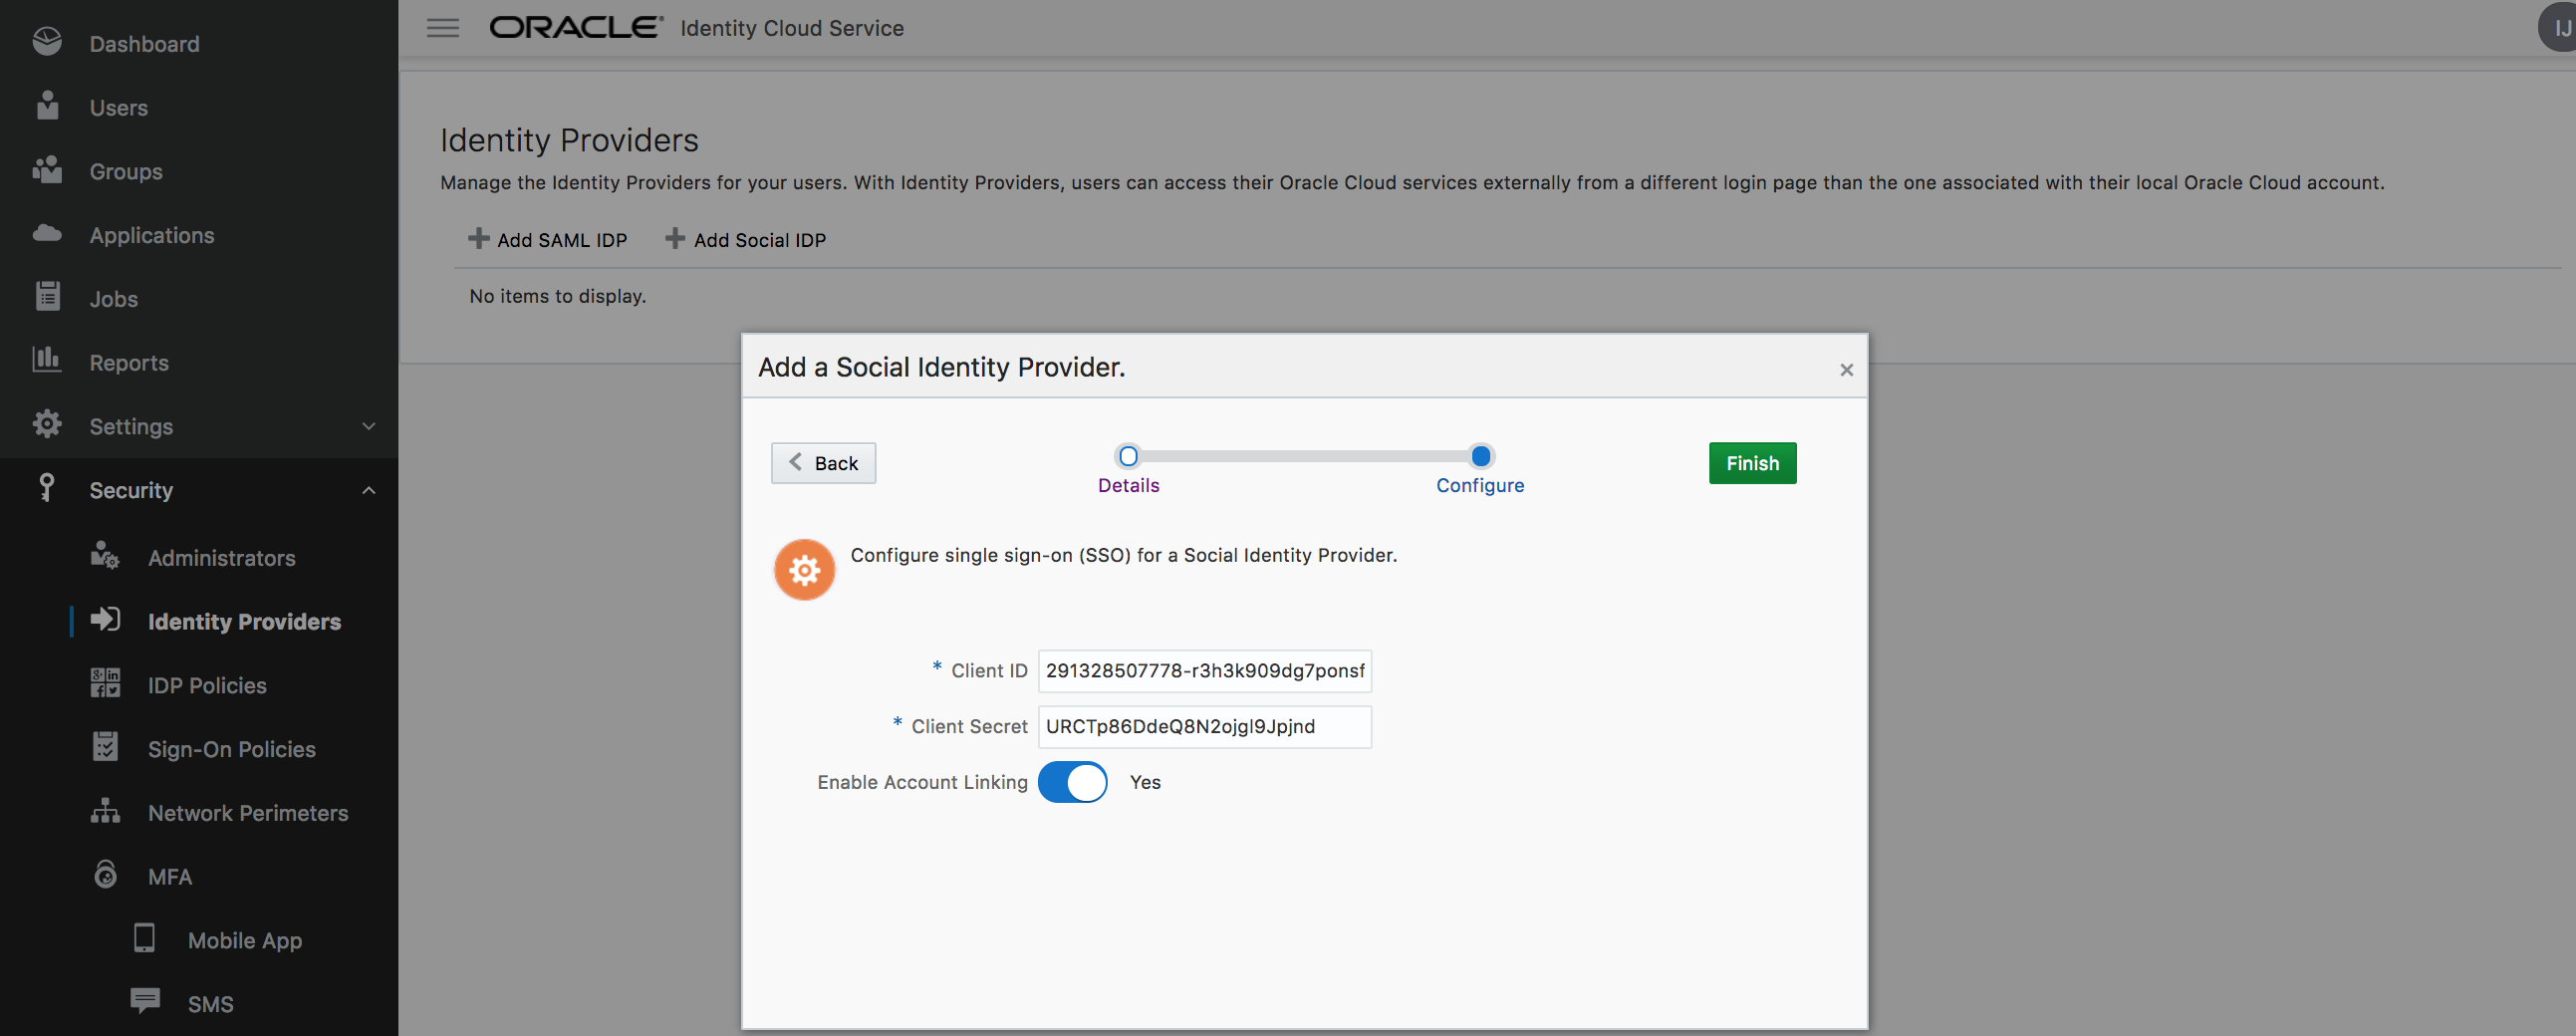 Dashboard
Users
Groups
Applications
Jobs
Reports
Settings
Security
Administrators
Identity Providers
IDP Policies
Sign-On Policies
Network Perimeters
MFA
Mobile App
SMS
ORACLE® Identity Cloud Service
IJ
Identity Providers
Manage the Identity Providers for your users. With Identity Providers, users can access their Oracle Cloud services externally from a different login page than the one associated with their local Oracle Cloud account.
Add SAML IDP Add Social IDP
No items to display.
Add a Social Identity Provider.
Back
Details
Configure
Finish
Configure single sign-on (SSO) for a Social Identity Provider.
* Client ID 291328507778-r3h3k909dg7ponsf
* Client Secret URCTp86DdeQ8N2ojgI9Jpjnd
Enable Account Linking Yes